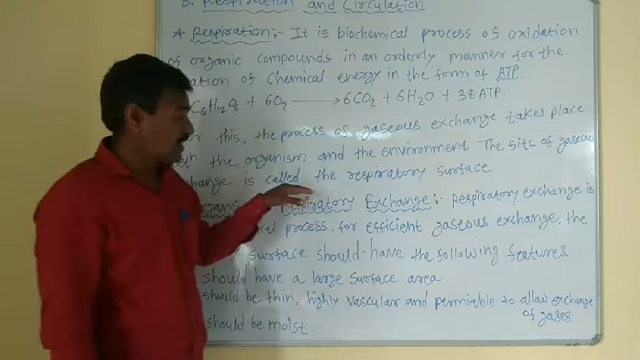 8. Respiration and Circulation
* Respiration:- It is biochemical process of oxidation
of organic compounds in an orderly manner for the
ation of Chemical energy in the form of ATP.
C6H12O6 + 6O2 → 6CO2 + 6H2O + 38 ATP.
or this, the process of gaseous exchange takes place
the organism and the environment The site of gaseous
change is called the respiratory surface
Respiratory Exchange:- Respiratory exchange is
cal process. for efficient gaseous exchange, the
surface should have the following features.
should have a large surface area.
should be thin, highly vascular and permiable to allow exchange
of gases.
should be moist.